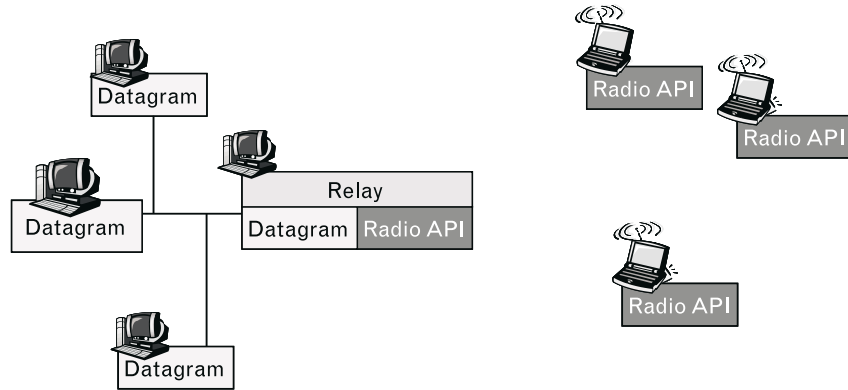 Datagram
Radio API
Radio API
Relay
Datagram
Datagram Radio API
Radio API
Datagram